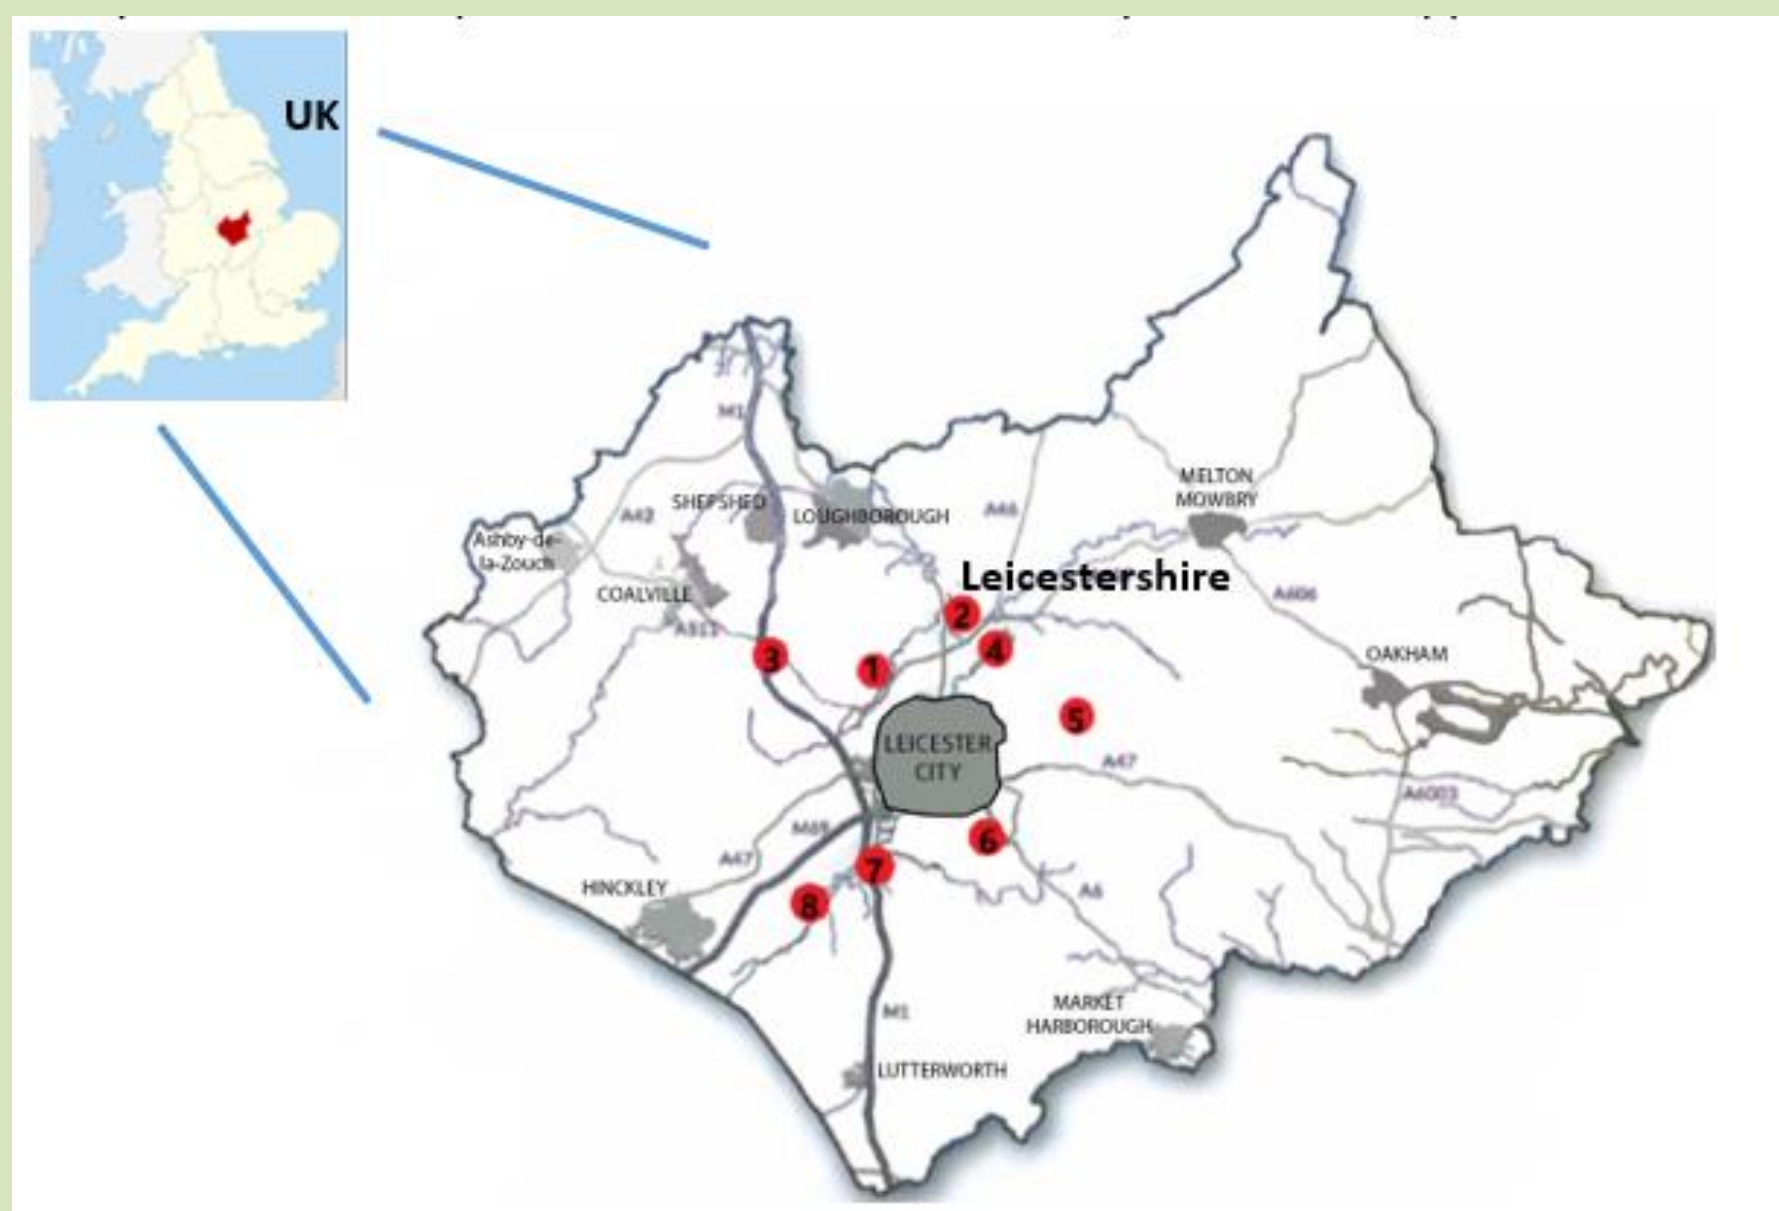 UK
M1
SHEPSHED
LOUGHBOROUGH
A42
A46
MELTON
MOWBRY
Ashby-de-
la-Zouch
COALVILLE
Leicestershire
A606
2
A511
3
1
4
OAKHAM
5
LEICESTER
CITY
A47
A6003
M69
6
A47
7
HINCKLEY
8
A6
M1
MARKET
HARBOROUGH
LUTTERWORTH